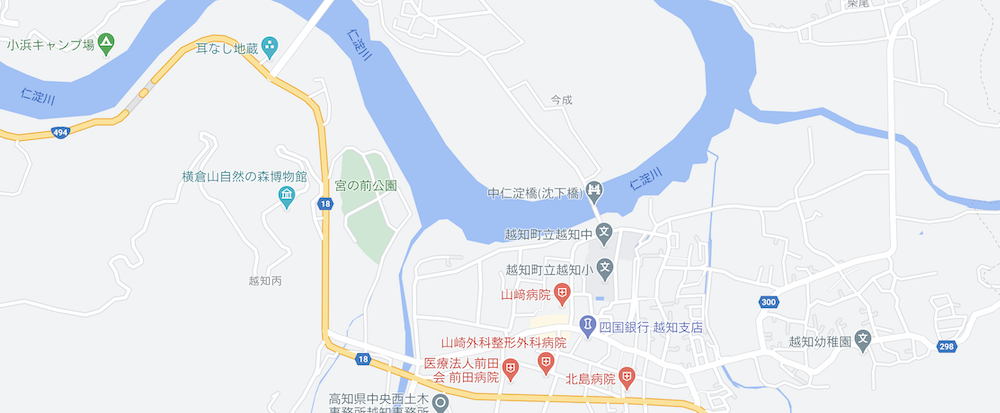 柴尾
小浜キャンプ場
耳なし地蔵
仁淀川
仁淀川
今成
494
横倉山自然の森博物館
宮の前公園
中仁淀橋(沈下橋)
仁淀川
18
越知町立越知中
越知丙
越知町立越知小
山﨑病院
300
四国銀行 越知支店
山崎外科整形外科病院
越知幼稚園
298
18
医療法人前田
会 前田病院
北島病院
高知県中央西土木
事務所越知事務所